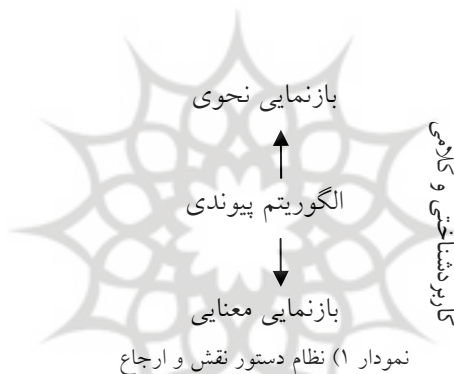 بازنمایی نحوی
الگوریتم پیوندی
بازنمایی معنایی
کاربردشناختی و کلامی
نمودار ۱) نظام دستور نقش و ارجاع